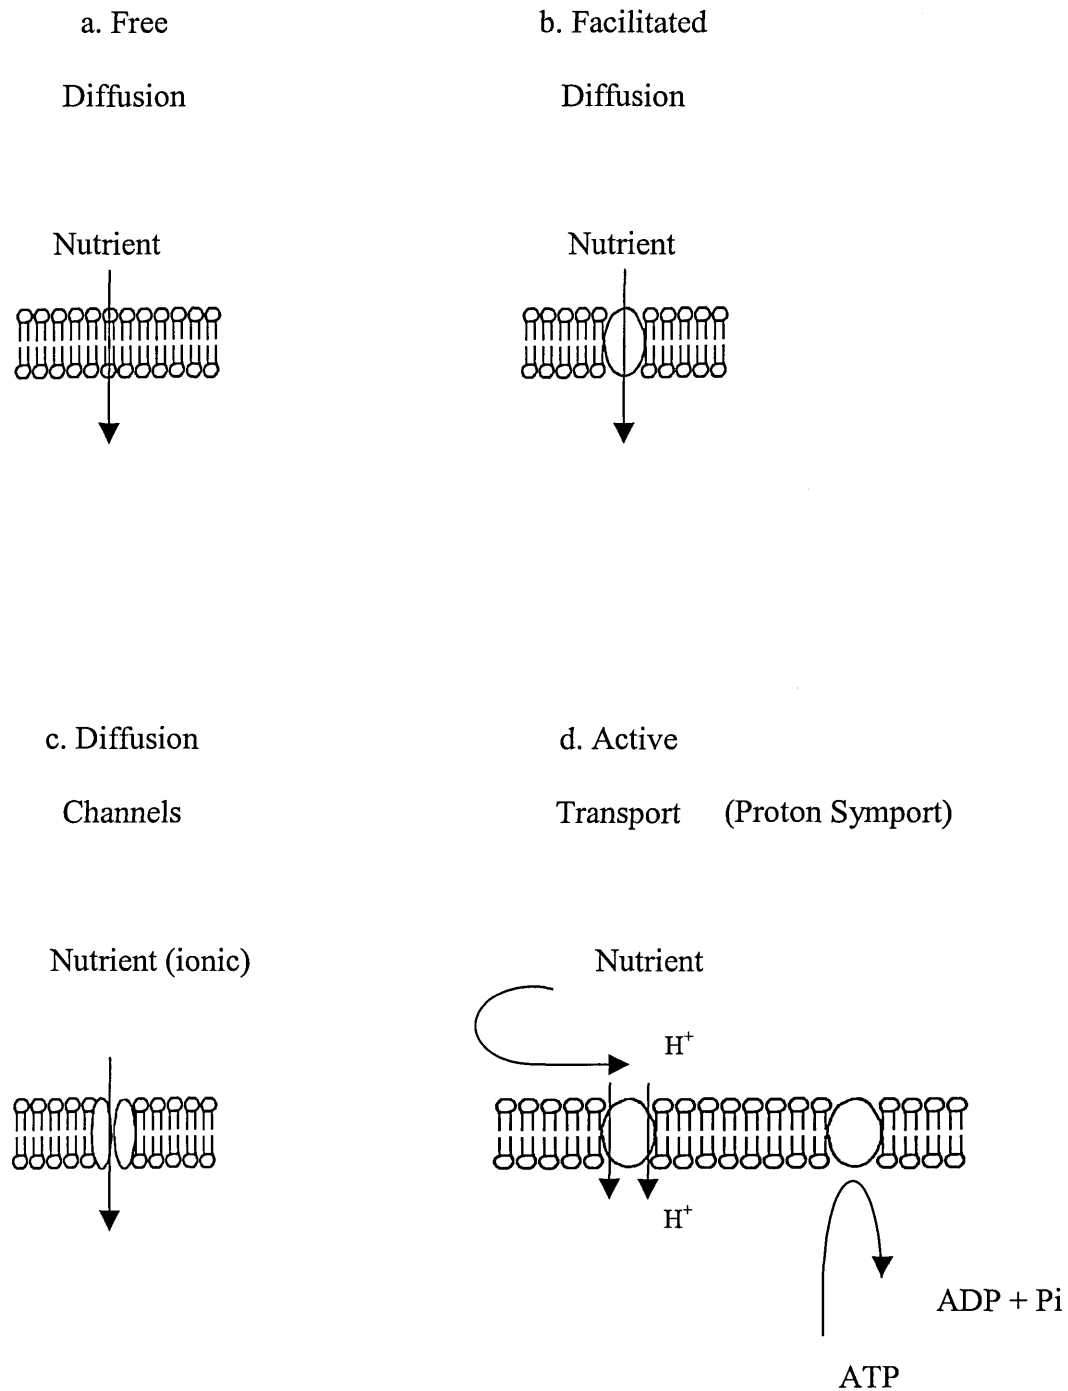 a. Free
Diffusion
Nutrient
b. Facilitated
Diffusion
Nutrient
c. Diffusion
Channels
Nutrient (ionic)
d. Active
Transport (Proton Symport)
Nutrient
H⁺
H⁺
ADP + Pi
ATP